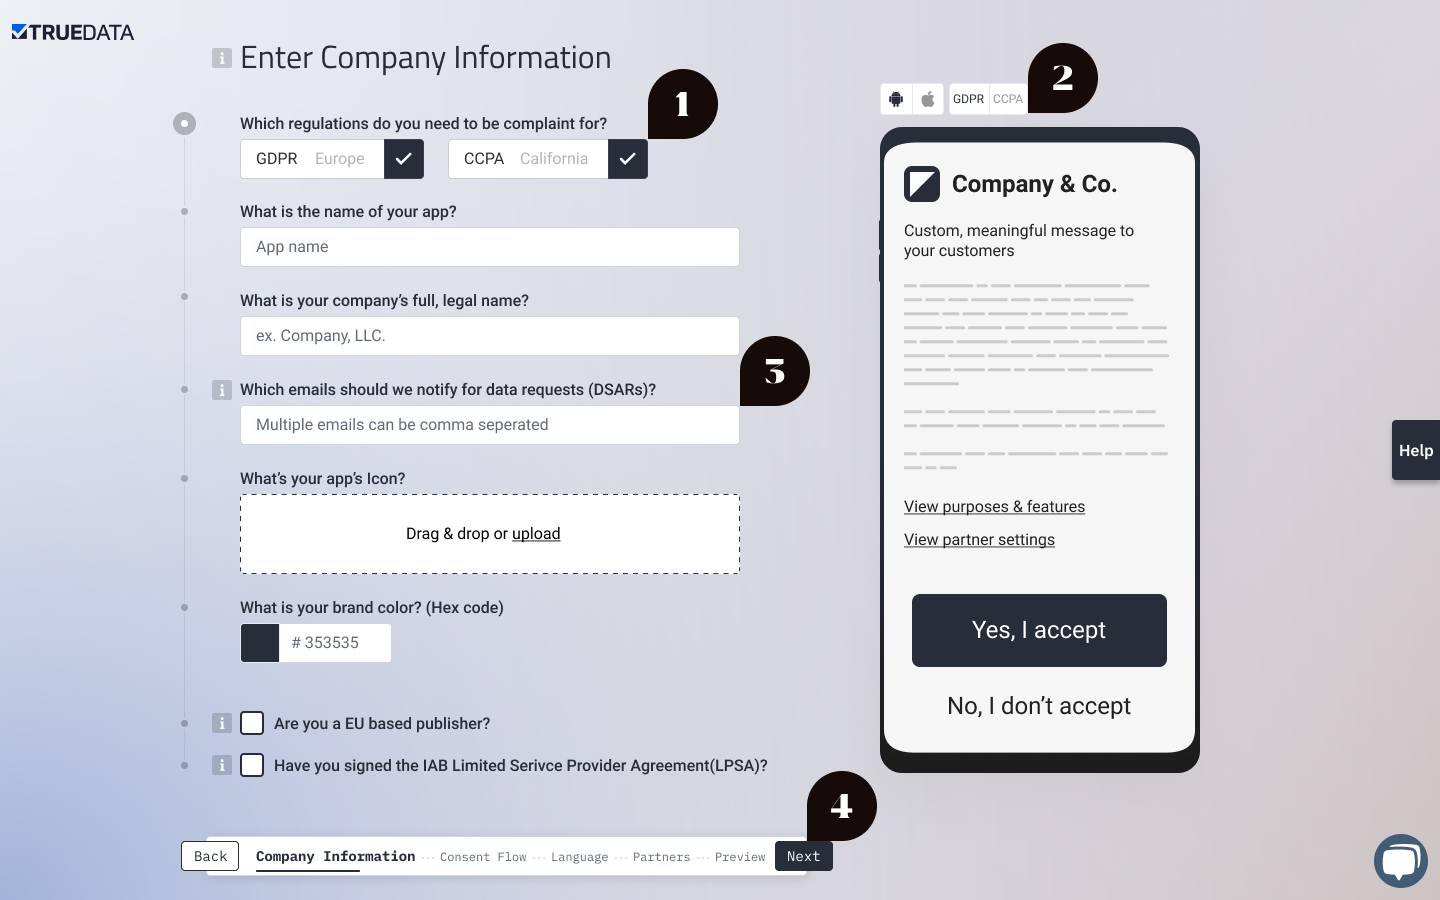 TRUEDATA
Enter Company Information
1
2
GDPR CCPA
Which regulations do you need to be complaint for?
GDPR Europe
CCPA California
What is the name of your app?
App name
What is your company’s full, legal name?
ex. Company, LLC.
3
Which emails should we notify for data requests (DSARs)?
Multiple emails can be comma seperated
What’s your app’s Icon?
Drag & drop or upload
What is your brand color? (Hex code)
# 353535
Are you a EU based publisher?
Have you signed the IAB Limited Serivce Provider Agreement(LPSA)?
4
Back Company Information ··· Consent Flow ··· Language ··· Partners ··· Preview Next
Company & Co.
Custom, meaningful message to
your customers
View purposes & features
View partner settings
Yes, I accept
No, I don’t accept
Help